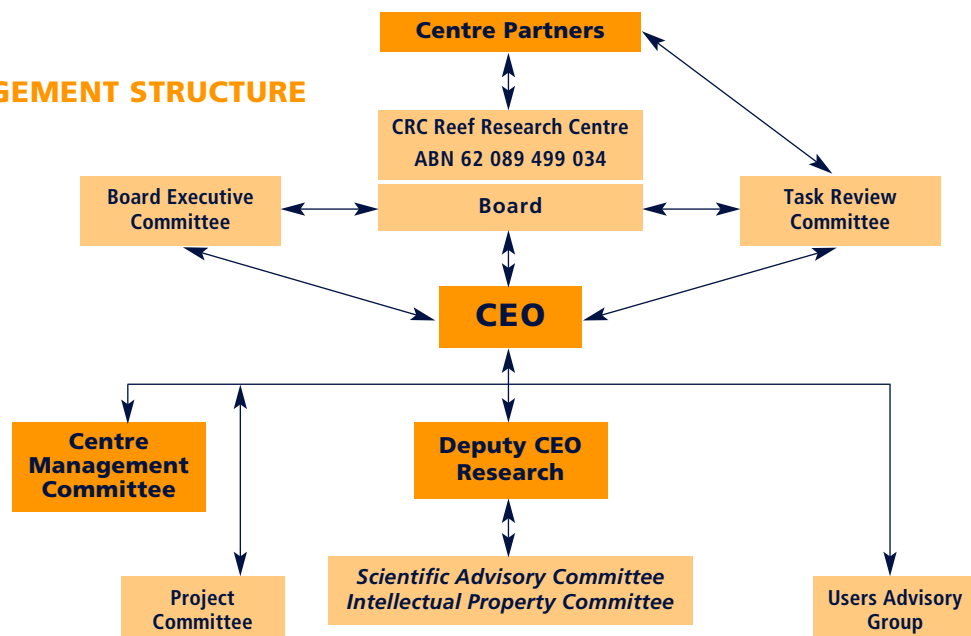 Centre Partners
GEMENT STRUCTURE
CRC Reef Research Centre
ABN 62 089 499 034
Board Executive
Committee
Board
Task Review
Committee
CEO
Centre
Management
Committee
Deputy CEO
Research
Scientific Advisory Committee
Intellectual Property Committee
Project
Committee
Users Advisory
Group